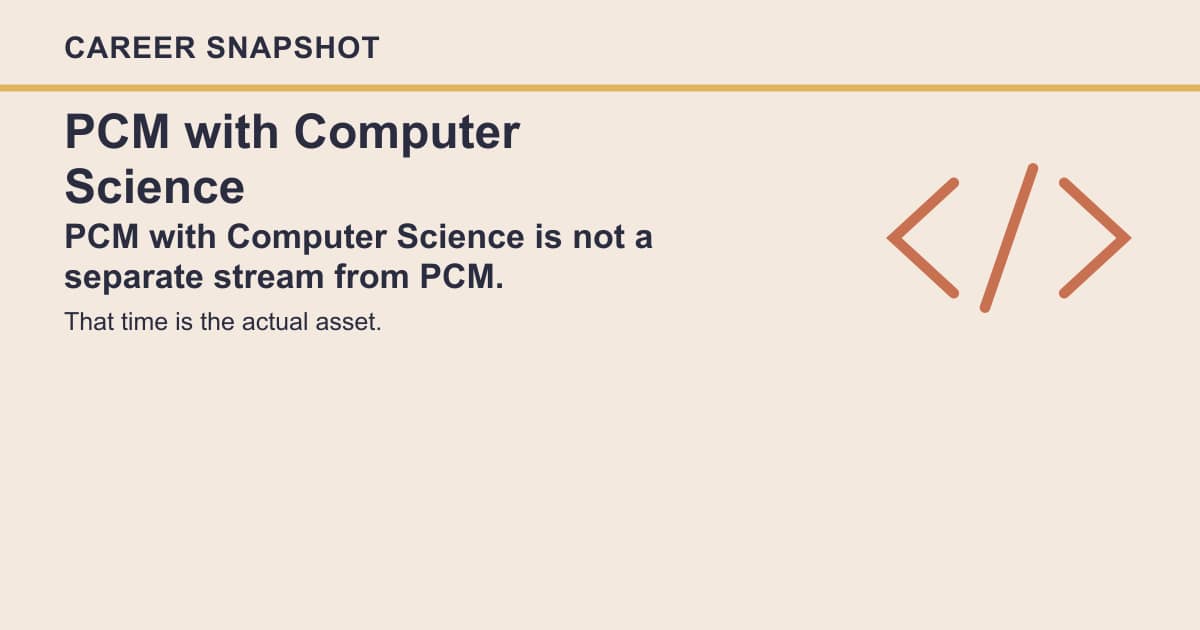 CAREER SNAPSHOT
PCM with Computer
Science
PCM with Computer Science is not a
separate stream from PCM.
That time is the actual asset.